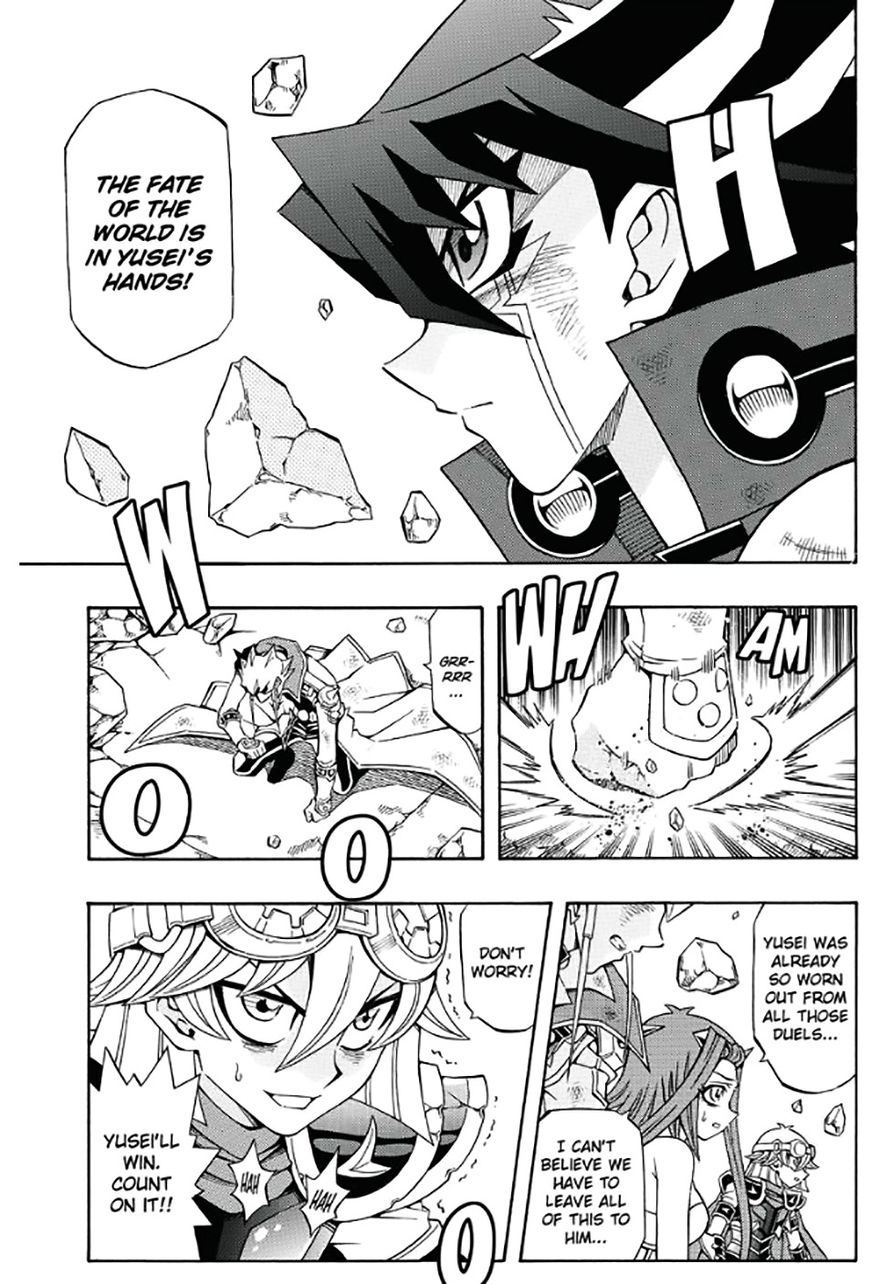 THE FATE
OF THE
WORLD IS
IN YUSEI'S
HANDS!
WHAM
GRR-
RRR
...
WHOOO
YUSEI WAS
ALREADY
SO WORN
OUT FROM
ALL THOSE
DUELS...
I CAN'T
BELIEVE WE
HAVE TO
LEAVE ALL
OF THIS TO
HIM...
DON'T
WORRY!
YUSEI'LL
WIN.
COUNT
ON IT!!
HAH
HAH